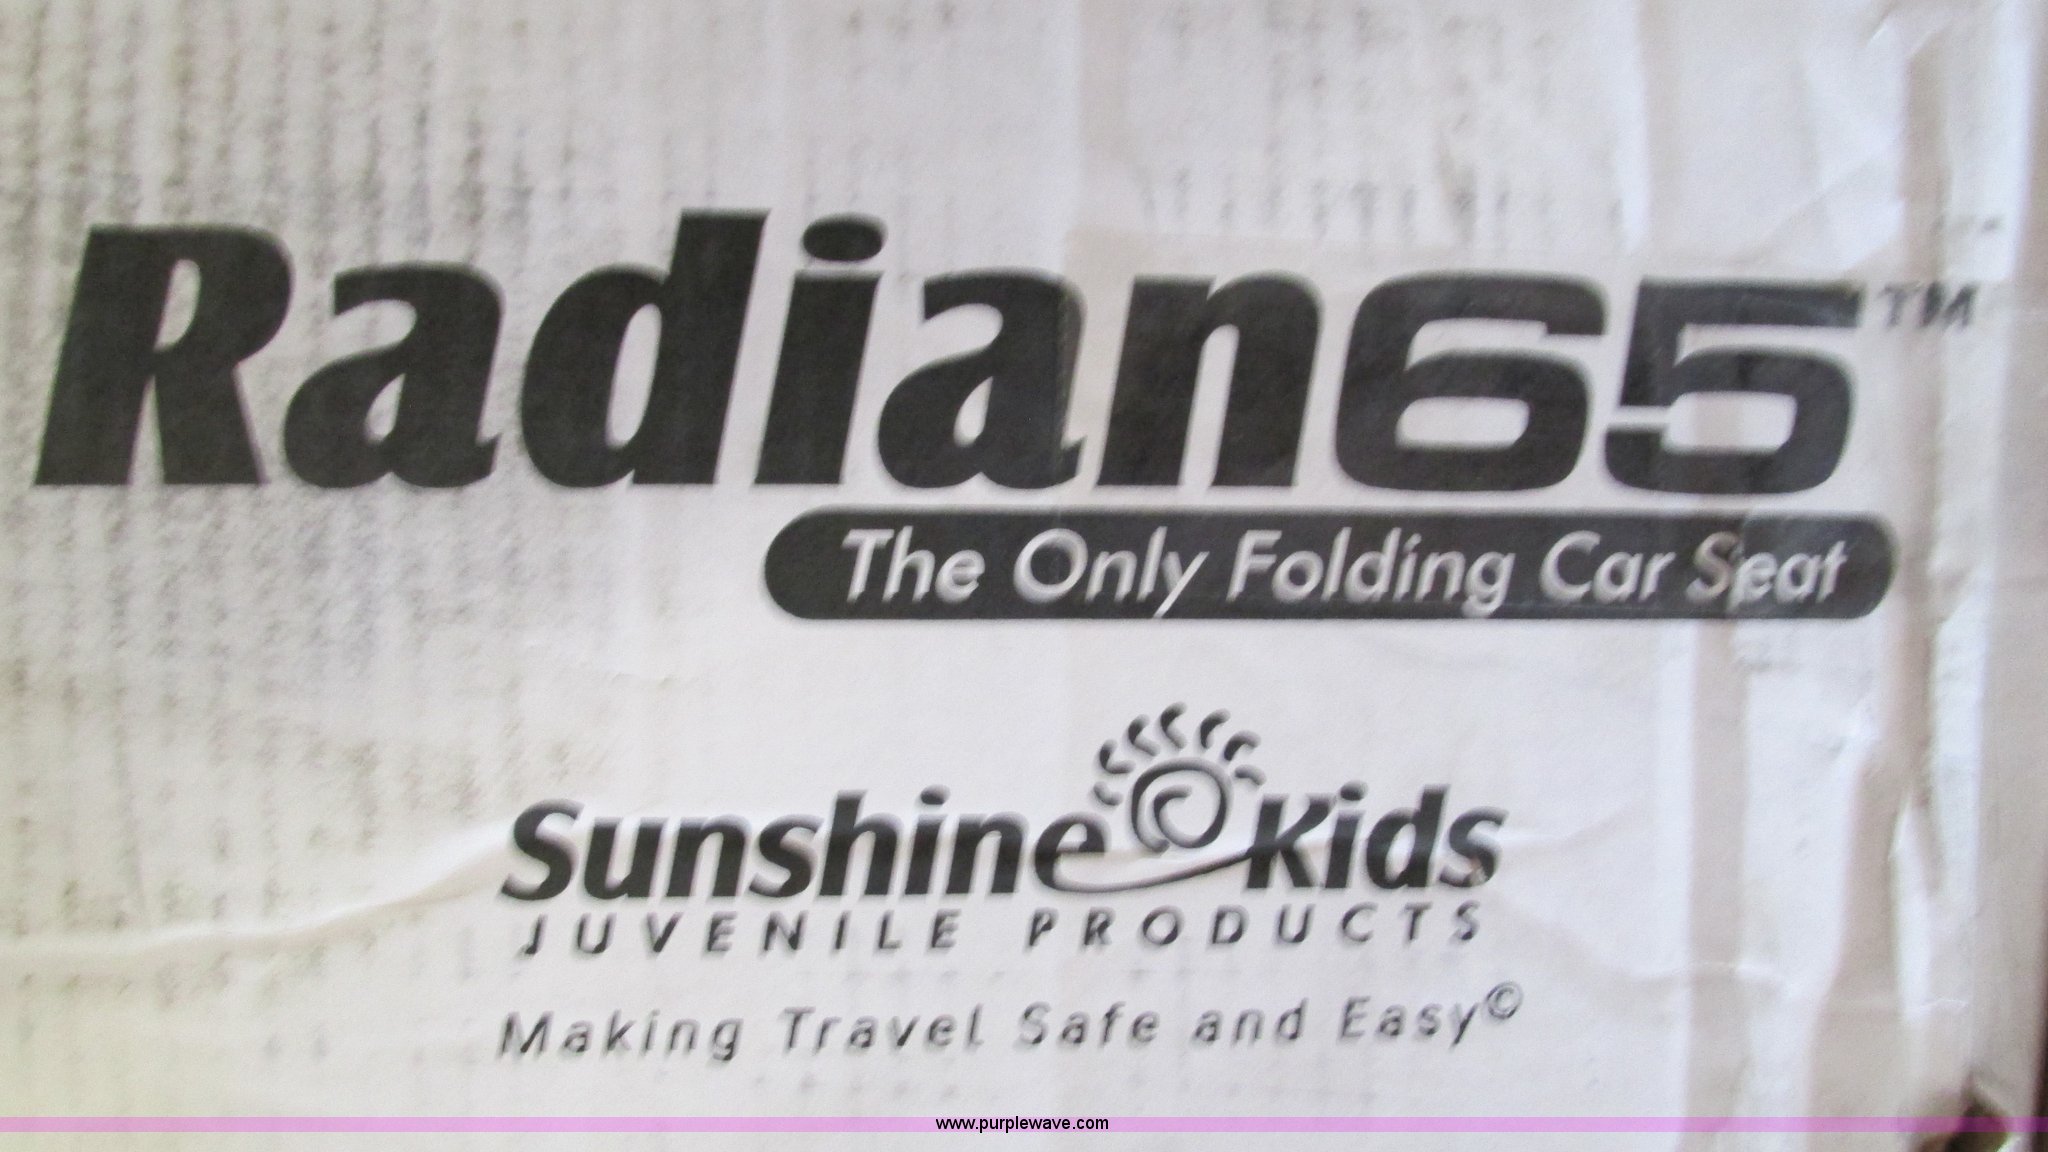 Radian65™
The Only Folding Car Seat
Sunshine Kids
JUVENILE PRODUCTS
Making Travel Safe and Easy©
www.purplewave.com